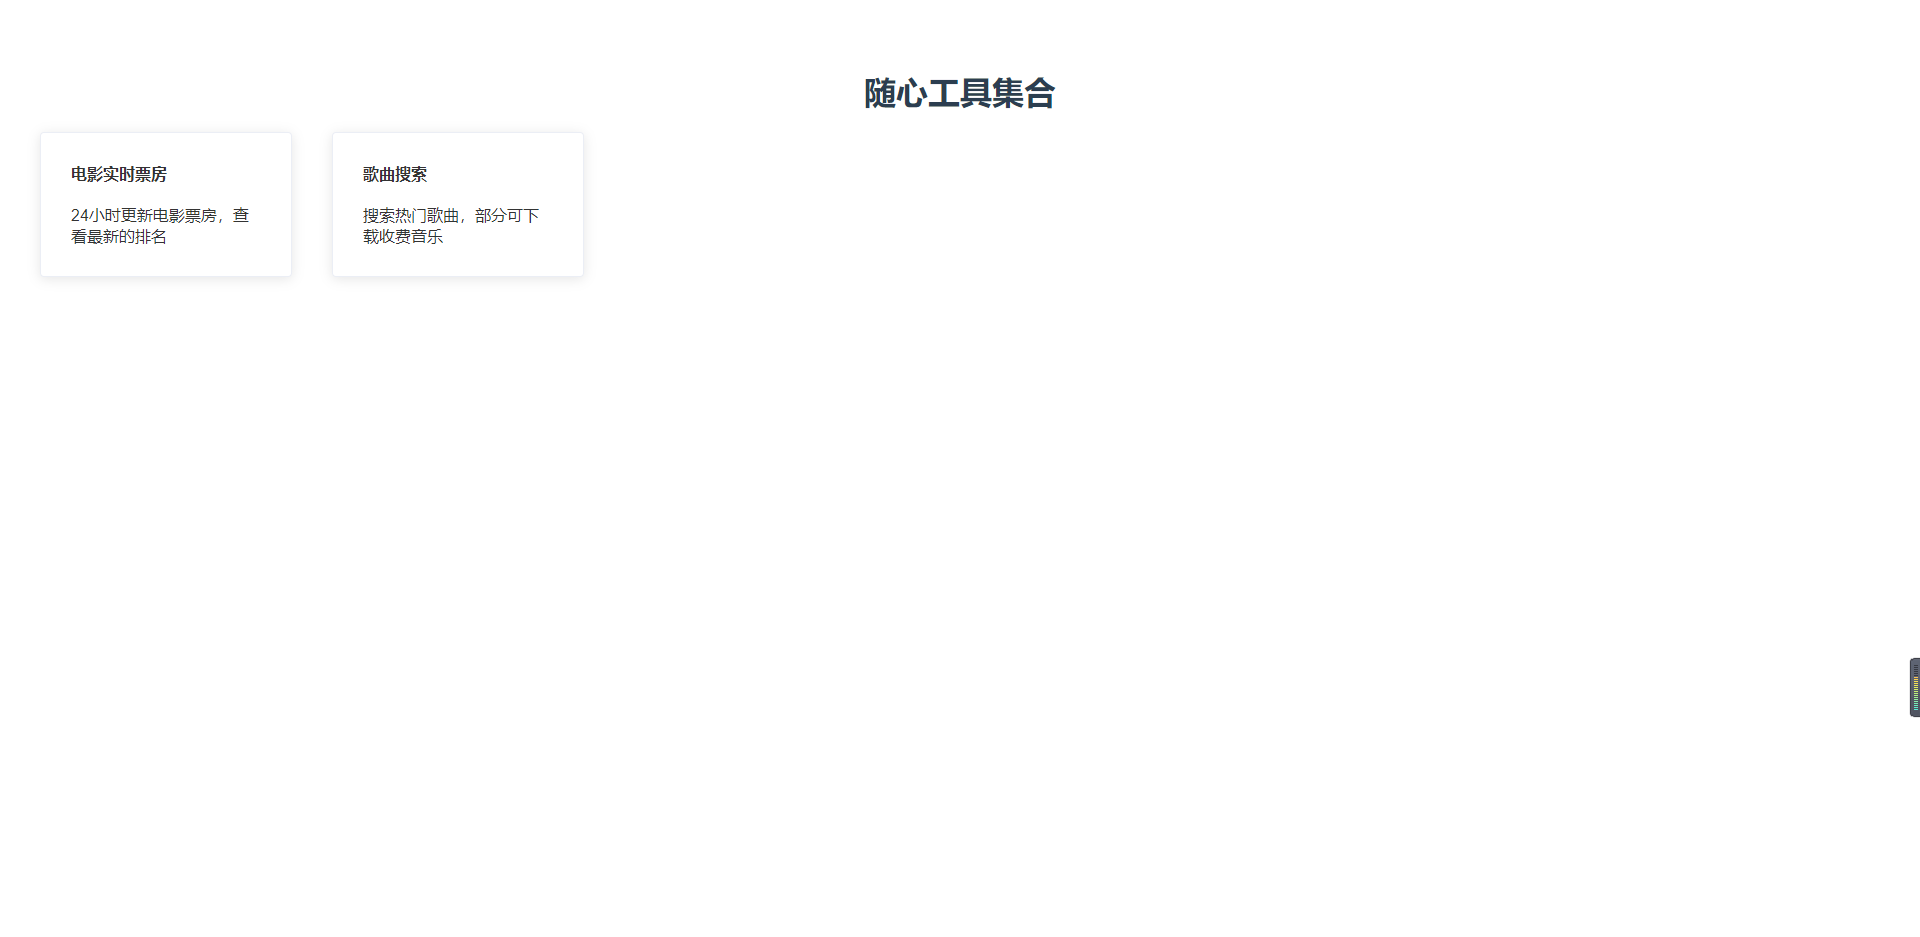 随心工具集合
电影实时票房
24小时更新电影票房，查
看最新的排名
歌曲搜索
搜索热门歌曲，部分可下
载收费音乐